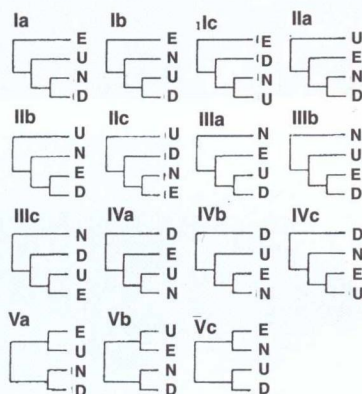 Ia Ib Ic IIa
E E E U
U N D E
N U N N
D D U D
IIb IIc IIIa IIIb
U U N N
N D E U
E N U E
D E D D
IIIc IVa IVb IVc
N D D D
D E U N
U U E E
E N N U
Va Vb Vc
E U E
U E N
N N U
D D D